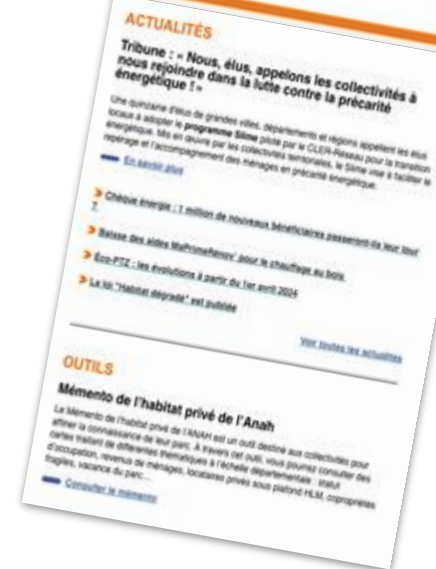 ACTUALITÉS
Tribune : « Nous, élus, appelons les collectivités à
nous rejoindre dans la lutte contre la précarité
énergétique ! »
Une quinzaine d'élus de grandes villes, départements et régions appellent les élus
locaux à adopter le programme Slime piloté par le CLER-Réseau pour la transition
énergétique. Mis en œuvre par les collectivités territoriales, le Slime vise à faciliter le
repérage et l'accompagnement des ménages en précarité énergétique.
En savoir plus
Chèque énergie : 1 million de nouveaux bénéficiaires passeront-ils leur tour
?
Baisse des aides MaPrimeRenov' pour le chauffage au bois
Éco-PTZ : les évolutions à partir du 1er avril 2024
La loi "Habitat dégradé" est publiée
Voir toutes les actualités
OUTILS
Mémento de l'habitat privé de l'Anah
Le Mémento de l'habitat privé de l'ANAH est un outil destiné aux collectivités pour
affiner la connaissance de leur parc. À travers cet outil, vous pourrez consulter des
cartes traitant de différentes thématiques à l'échelle départementale : statut
d'occupation, revenus de ménages, locataires privés sous plafond HLM, copropriétés
fragiles, vacance du parc...
Consulter le mémento